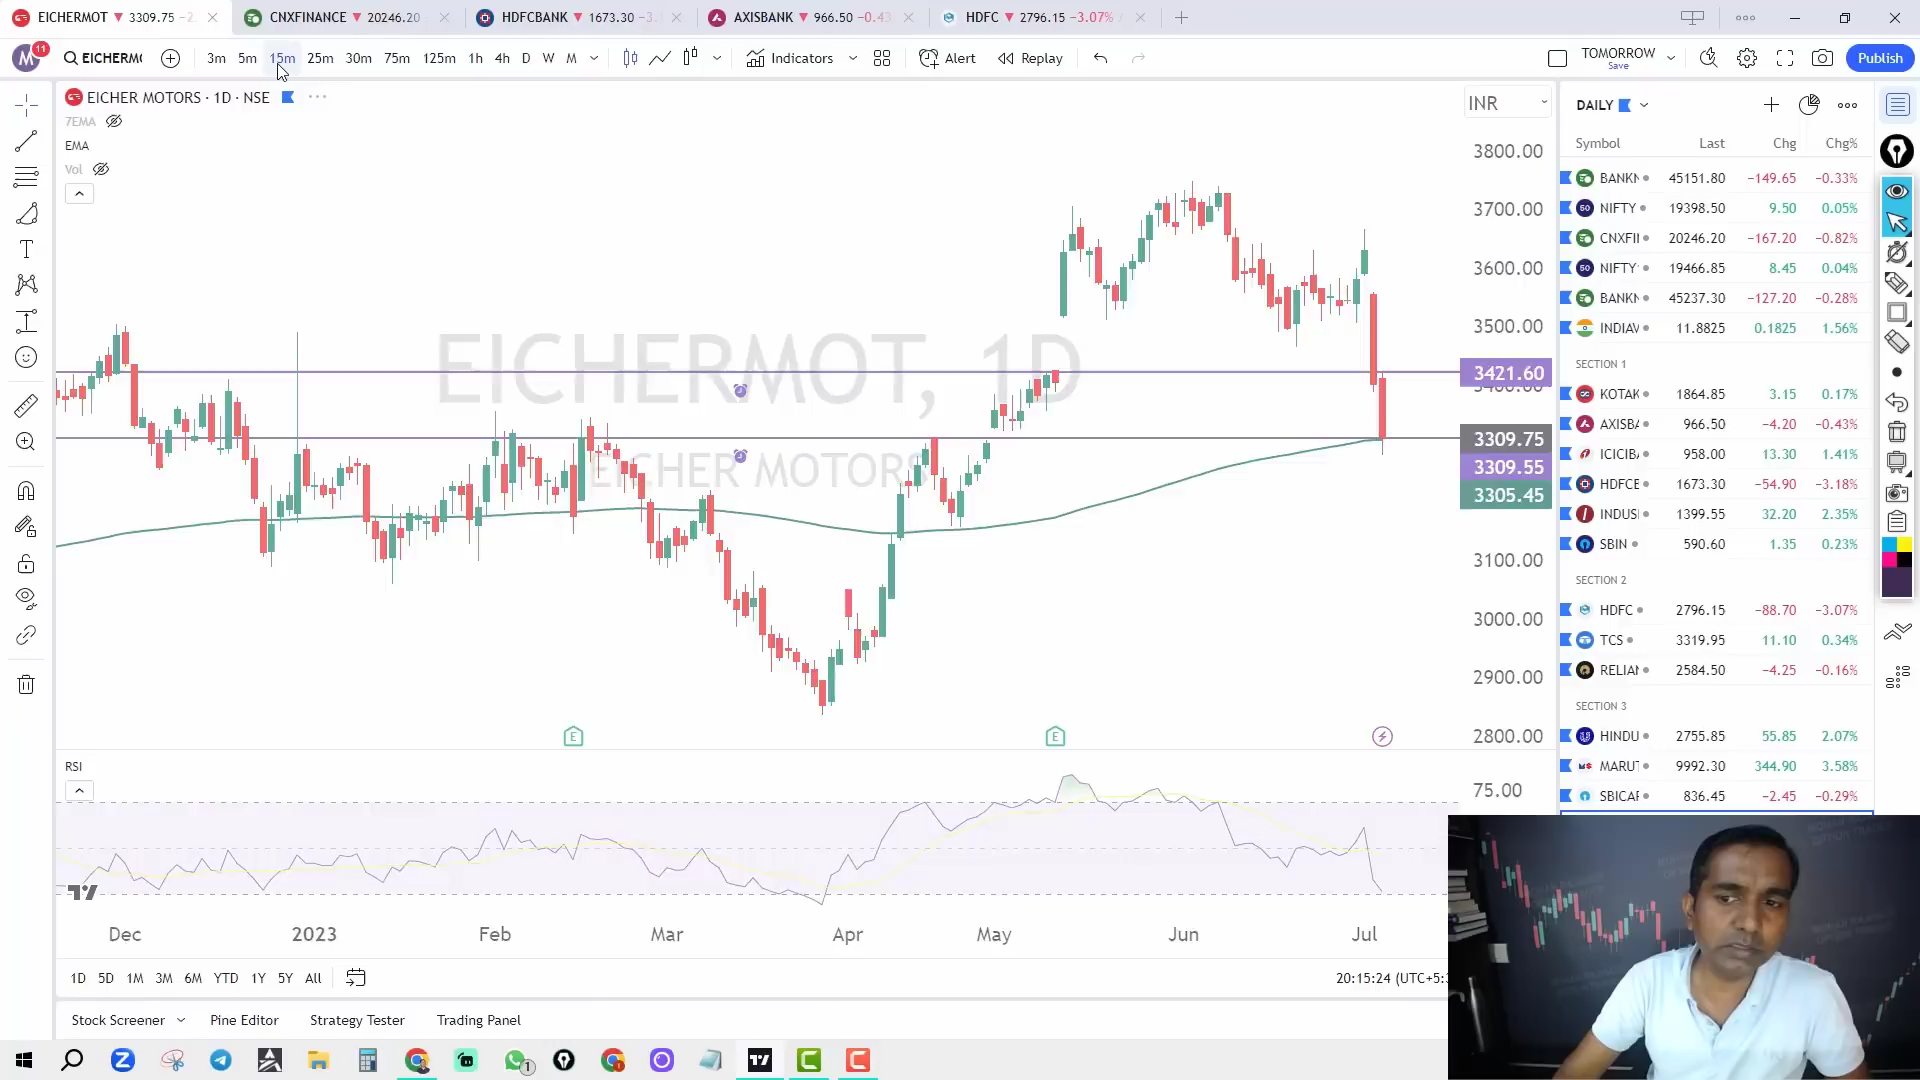 EICHERMOT ▼ 3309.75 −2.
CNXFINANCE ▼ 20246.20
HDFCBANK ▼ 1673.30 −3.
AXISBANK ▼ 966.50 −0.43
HDFC ▼ 2796.15 −3.07%
M 11 EICHERM 3m 5m 15m 25m 30m 75m 125m 1h 4h D W M Indicators Alert Replay TOMORROW Save Publish
EICHER MOTORS · 1D · NSE
7EMA
EMA
Vol
INR
3800.00
3700.00
3600.00
3500.00
3421.60
3400.00
3309.75
3309.55
3305.45
3100.00
3000.00
2900.00
2800.00
EICHERMOT, 1D
EICHER MOTORS
E E
RSI
75.00
Dec 2023 Feb Mar Apr May Jun Jul
1D 5D 1M 3M 6M YTD 1Y 5Y All
20:15:24 (UTC+5:
Stock Screener Pine Editor Strategy Tester Trading Panel
DAILY
Symbol Last Chg Chg%
BANKN 45151.80 −149.65 −0.33%
NIFTY 19398.50 9.50 0.05%
CNXFI 20246.20 −167.20 −0.82%
NIFTY 19466.85 8.45 0.04%
BANKN 45237.30 −127.20 −0.28%
INDIAV 11.8825 0.1825 1.56%
SECTION 1
KOTAK 1864.85 3.15 0.17%
AXISBA 966.50 −4.20 −0.43%
ICICIBA 958.00 13.30 1.41%
HDFCB 1673.30 −54.90 −3.18%
INDUSI 1399.55 32.20 2.35%
SBIN 590.60 1.35 0.23%
SECTION 2
HDFC 2796.15 −88.70 −3.07%
TCS 3319.95 11.10 0.34%
RELIAN 2584.50 −4.25 −0.16%
SECTION 3
HINDU 2755.85 55.85 2.07%
MARUT 9992.30 344.90 3.58%
SBICAR 836.45 −2.45 −0.29%